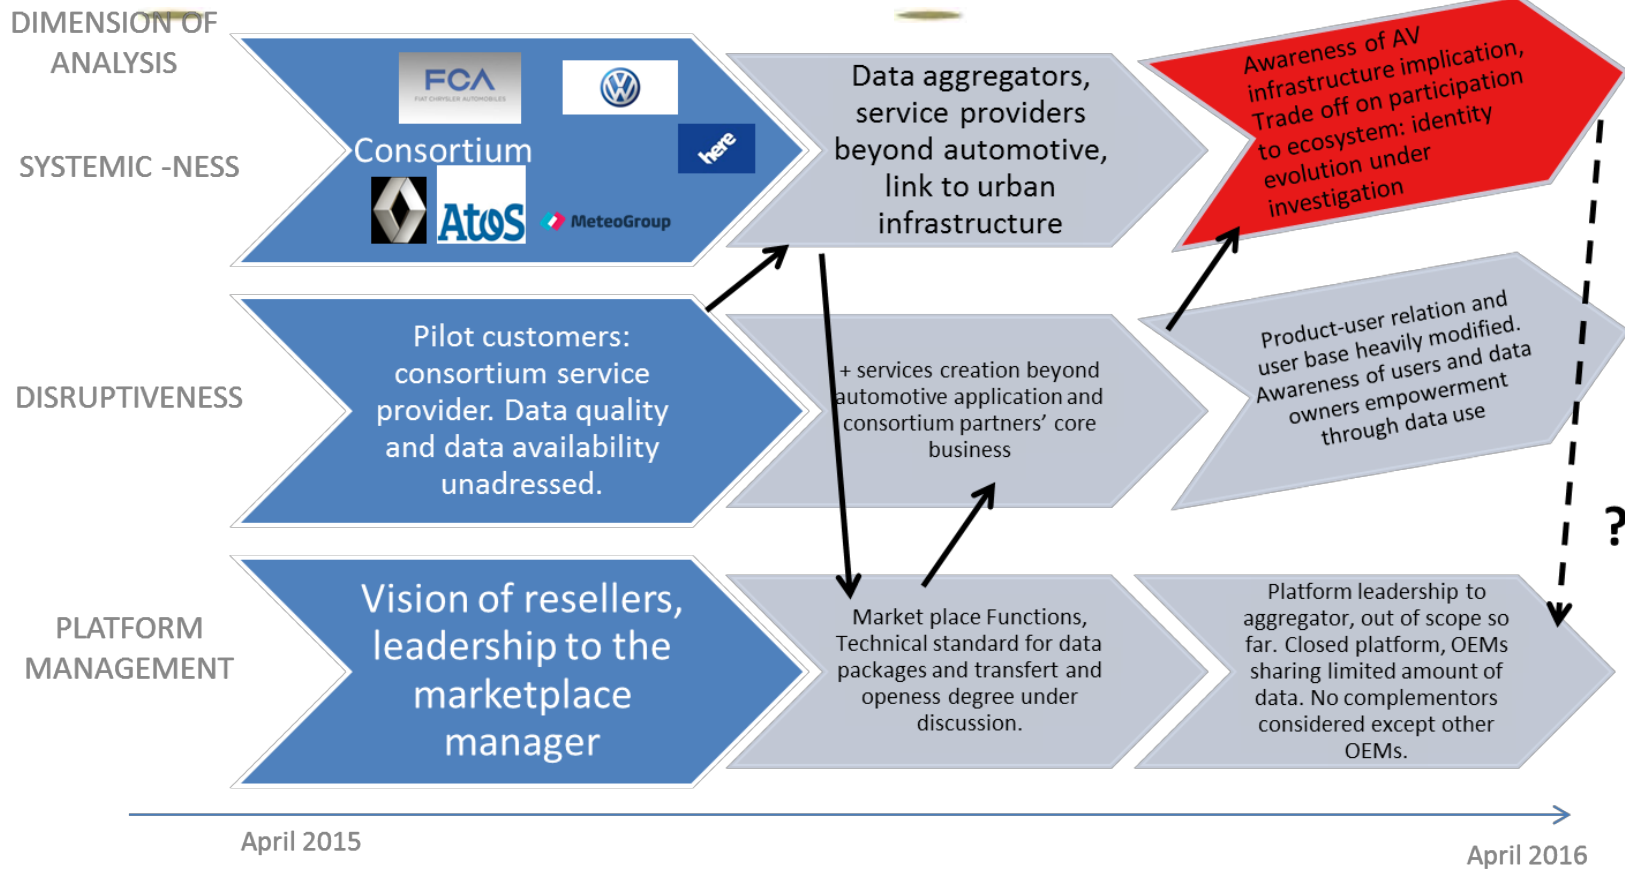 DIMENSION OF
ANALYSIS
SYSTEMIC -NESS
FCA
FIAT CHRYSLER AUTOMOBILES
Consortium
here
Atos
MeteoGroup
Data aggregators,
service providers
beyond automotive,
link to urban
infrastructure
Awareness of AV
infrastructure implication,
Trade off on participation
to ecosystem: identity
evolution under
investigation
DISRUPTIVENESS
Pilot customers:
consortium service
provider. Data quality
and data availability
unadressed.
+ services creation beyond
automotive application and
consortium partners’ core
business
Product-user relation and
user base heavily modified.
Awareness of users and data
owners empowerment
through data use
?
PLATFORM
MANAGEMENT
Vision of resellers,
leadership to the
marketplace
manager
Market place Functions,
Technical standard for data
packages and transfert and
openess degree under
discussion.
Platform leadership to
aggregator, out of scope so
far. Closed platform, OEMs
sharing limited amount of
data. No complementors
considered except other
OEMs.
April 2015
April 2016